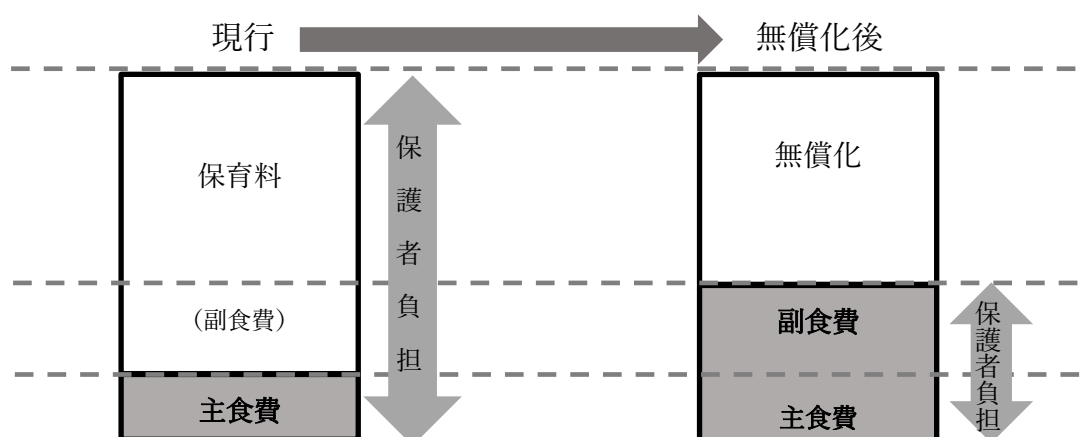 現行
無償化後
保育料
(副食費)
主食費
保護者負担
無償化
副食費
主食費
保護者負担